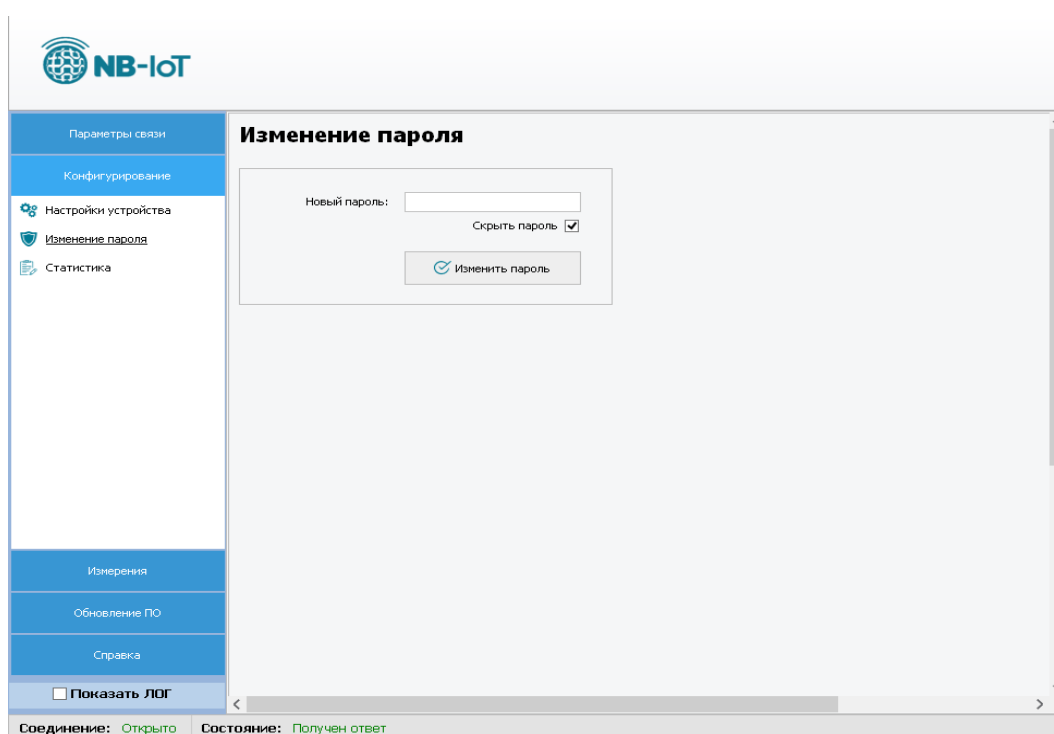 NB-IoT
Параметры связи
Конфигурирование
Настройки устройства
Изменение пароля
Статистика
Измерения
Обновление ПО
Справка
Показать ЛОГ
Изменение пароля
Новый пароль:
Скрыть пароль
Изменить пароль
Соединение: Открыто Состояние: Получен ответ